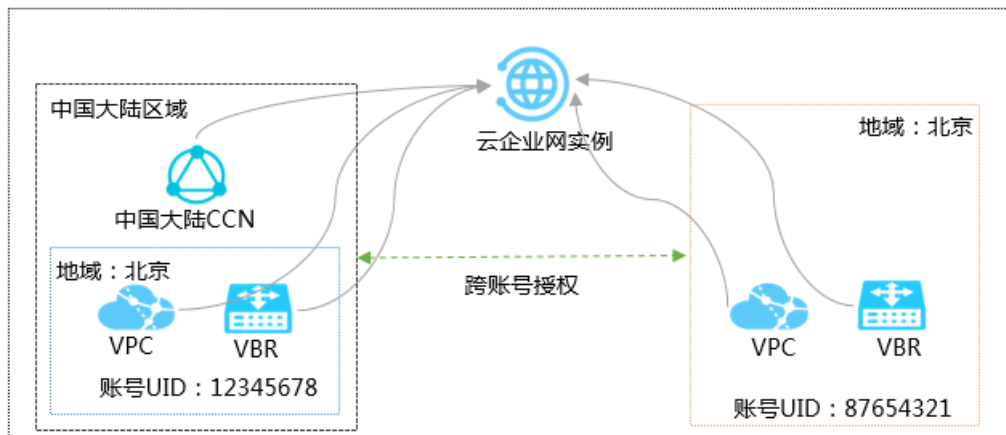 中国大陆区域
云企业网实例
地域：北京
中国大陆CCN
地域：北京
跨账号授权
VPC
VBR
VPC
VBR
账号UID：12345678
账号UID：87654321